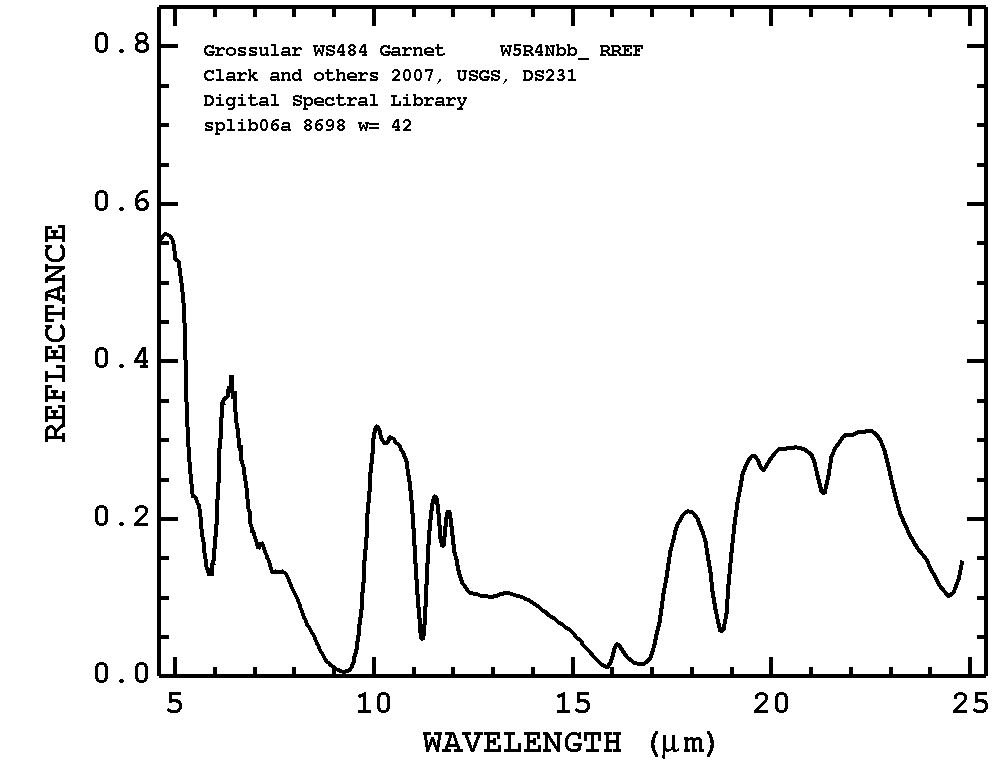 0.8
Grossular WS484 Garnet W5R4Nbb_ RREF
Clark and others 2007, USGS, DS231
Digital Spectral Library
splib06a 8698 w= 42
0.6
REFLECTANCE
0.4
0.2
0.0
5 10 15 20 25
WAVELENGTH (μm)